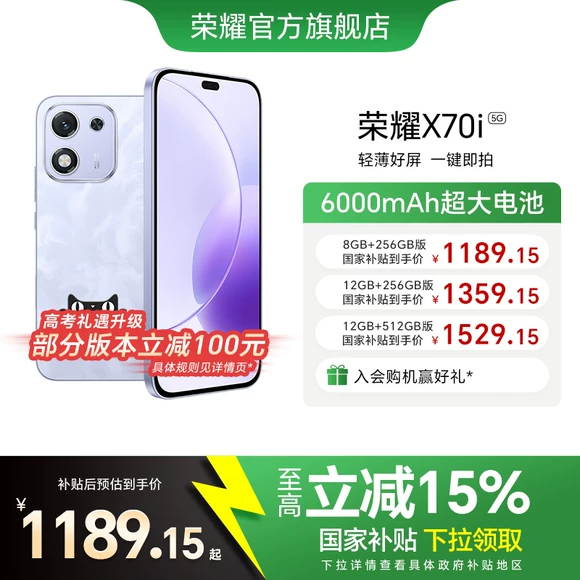 荣耀官方旗舰店
荣耀X70i 5G
轻薄好屏 一键即拍
6000mAh超大电池
8GB+256GB版
国家补贴到手价 ¥1189.15
12GB+256GB版
国家补贴到手价 ¥1359.15
12GB+512GB版
国家补贴到手价 ¥1529.15
入会购机赢好礼*
高考礼遇升级
部分版本立减100元
具体规则见详情页*
补贴后预估到手价
¥1189.15起
至高立减15%
国家补贴 下拉领取
下拉详情查看具体政府补贴地区